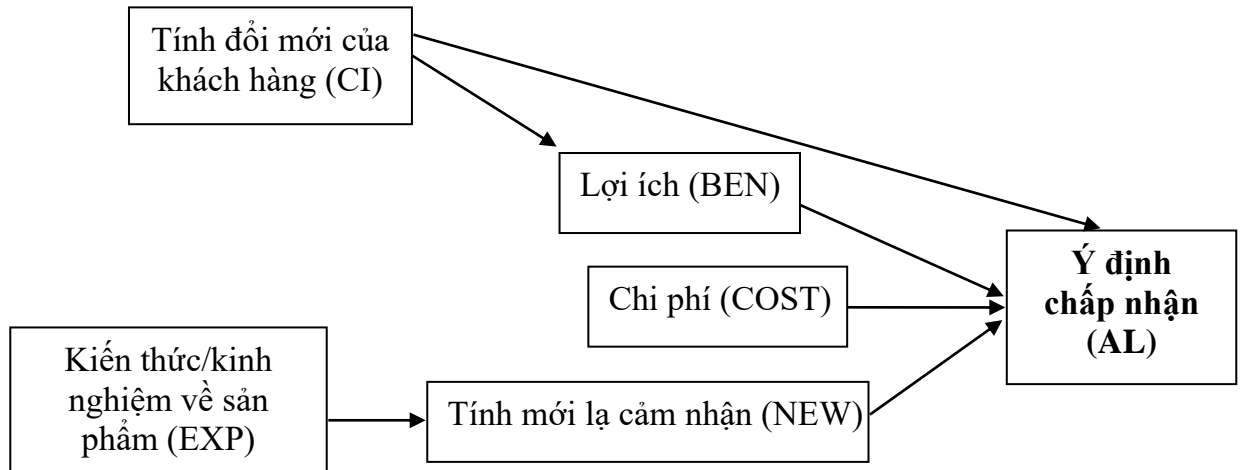 Tính đổi mới của
khách hàng (CI)
Lợi ích (BEN)
Ý định
chấp nhận
(AL)
Chi phí (COST)
Kiến thức/kinh
nghiệm về sản
phẩm (EXP)
Tính mới lạ cảm nhận (NEW)